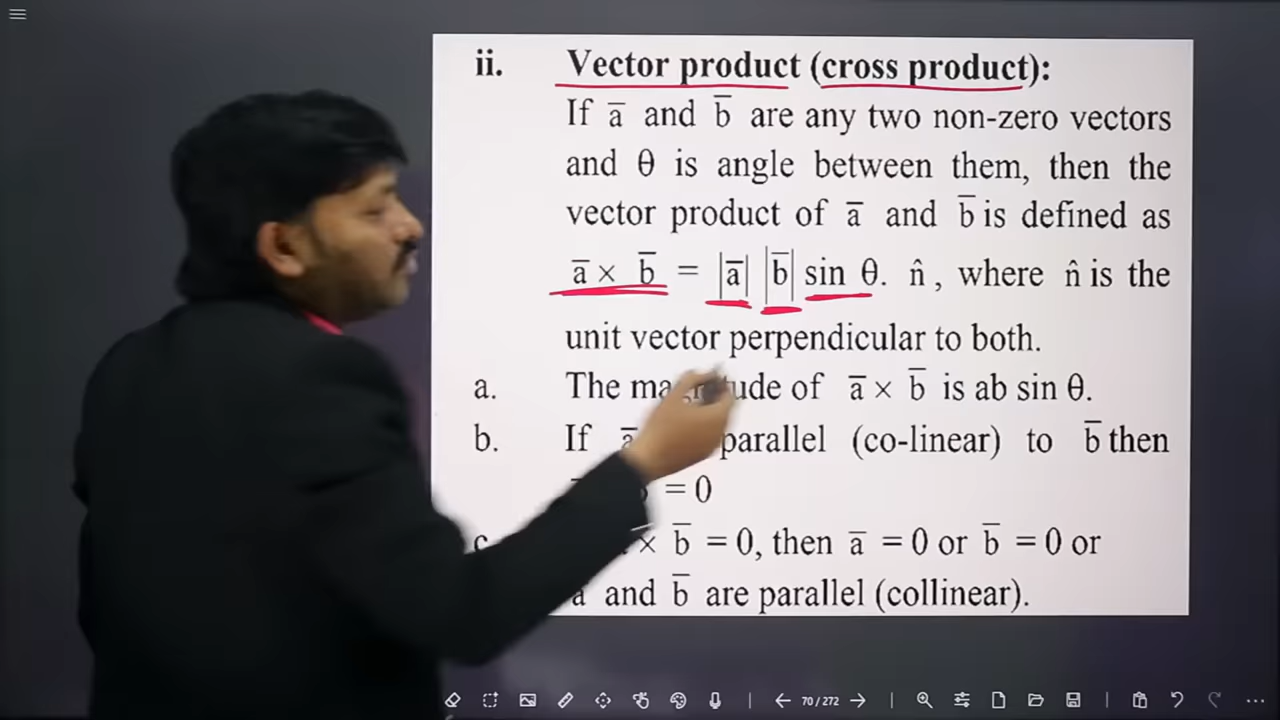 ii. Vector product (cross product):
If a̅ and b̅ are any two non-zero vectors
and θ is angle between them, then the
vector product of a̅ and b̅ is defined as
a̅ × b̅ = |a̅| |b̅| sin θ. n̂, where n̂ is the
unit vector perpendicular to both.
a. The magnitude of a̅ × b̅ is ab sin θ.
b. If a̅ parallel (co-linear) to b̅ then
= 0
× b̅ = 0, then a̅ = 0 or b̅ = 0 or
a̅ and b̅ are parallel (collinear).
70 / 272